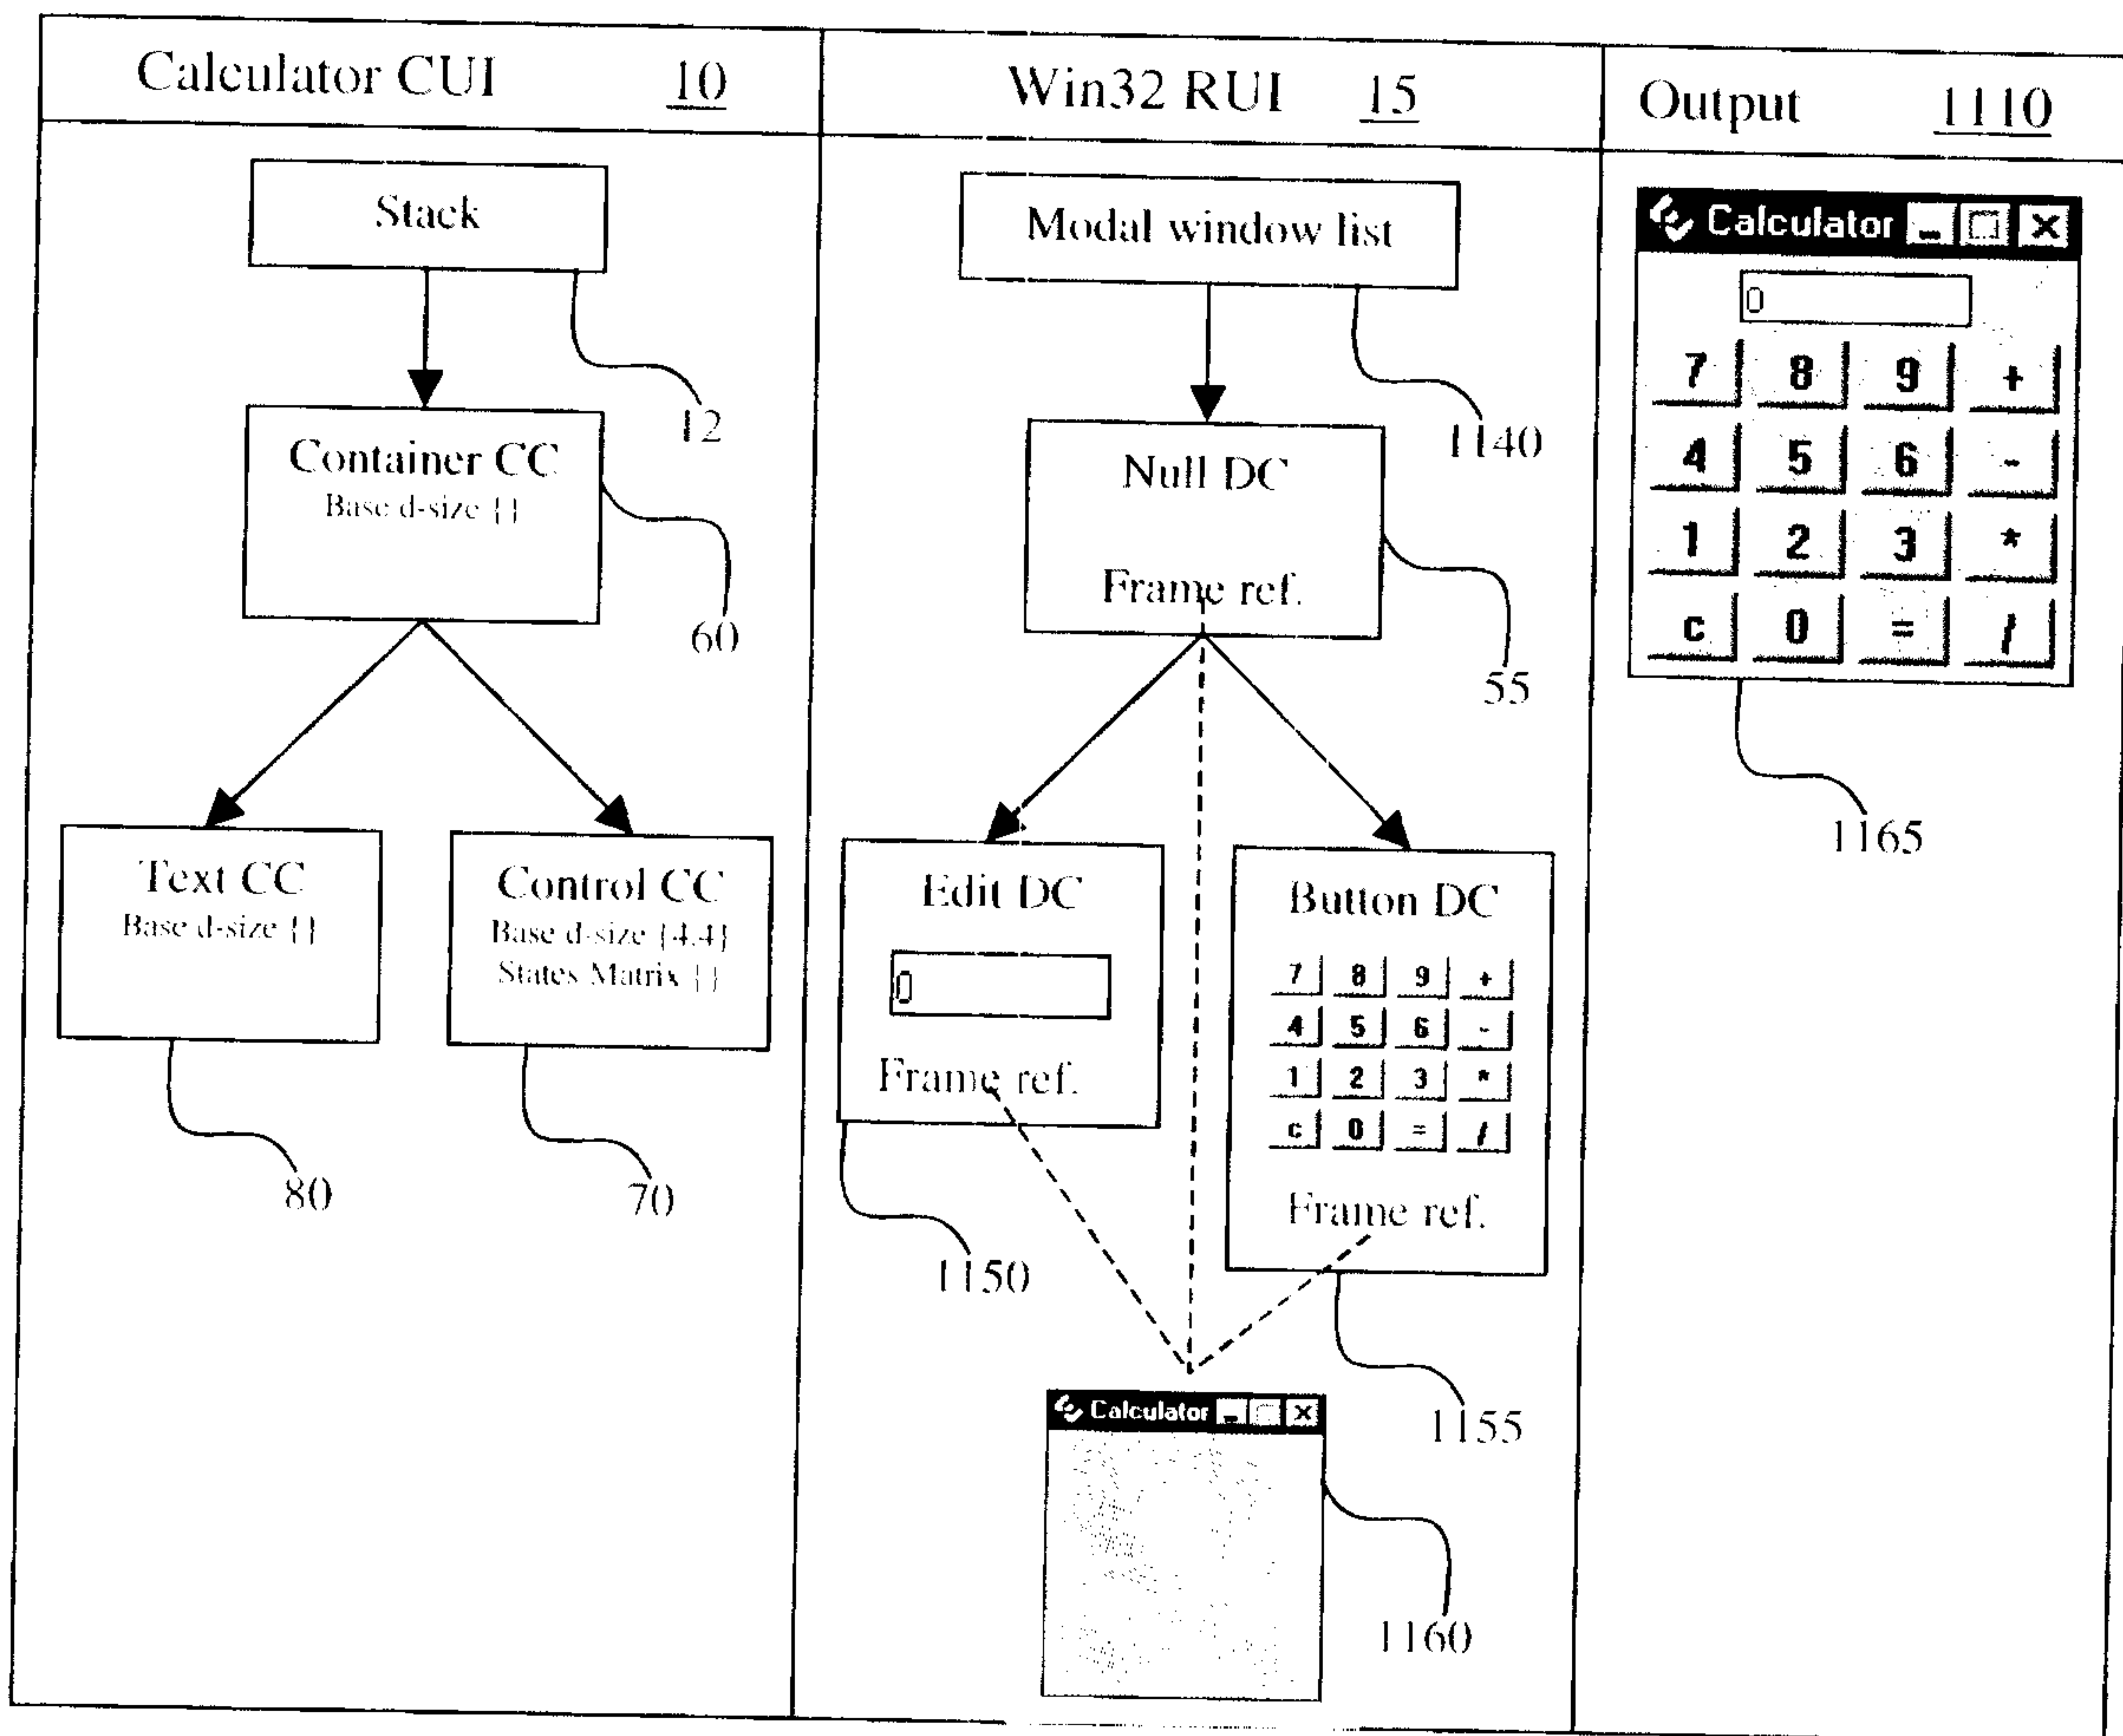 Calculator CUI 10
Stack
12
Container CC
Base d-size {}
60
Text CC
Base d-size {}
80
Control CC
Base d-size {4.4}
States Matrix {}
70
Win32 RUI 15
Modal window list
1140
Null DC
Frame ref.
55
Edit DC
0
Frame ref.
1150
Button DC
7 8 9 +
4 5 6 -
1 2 3 *
c 0 = /
Frame ref.
1155
Calculator
1160
Output 1110
Calculator
0
7 8 9 +
4 5 6 -
1 2 3 *
c 0 = /
1165